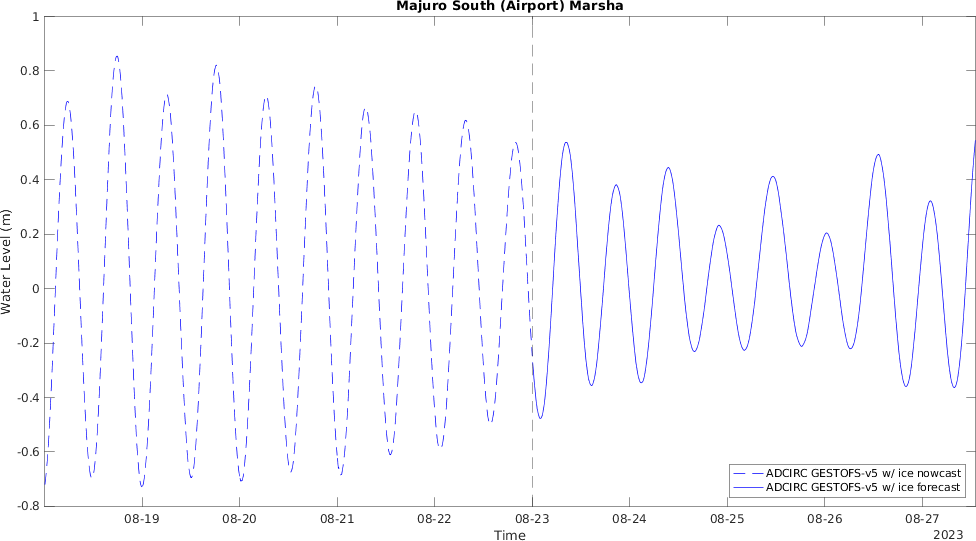 Majuro South (Airport) Marsha
1
0.8
0.6
0.4
0.2
0
-0.2
-0.4
-0.6
-0.8
Water Level (m)
08-19 08-20 08-21 08-22 08-23 08-24 08-25 08-26 08-27
Time
2023
ADCIRC GESTOFS-v5 w/ ice nowcast
ADCIRC GESTOFS-v5 w/ ice forecast